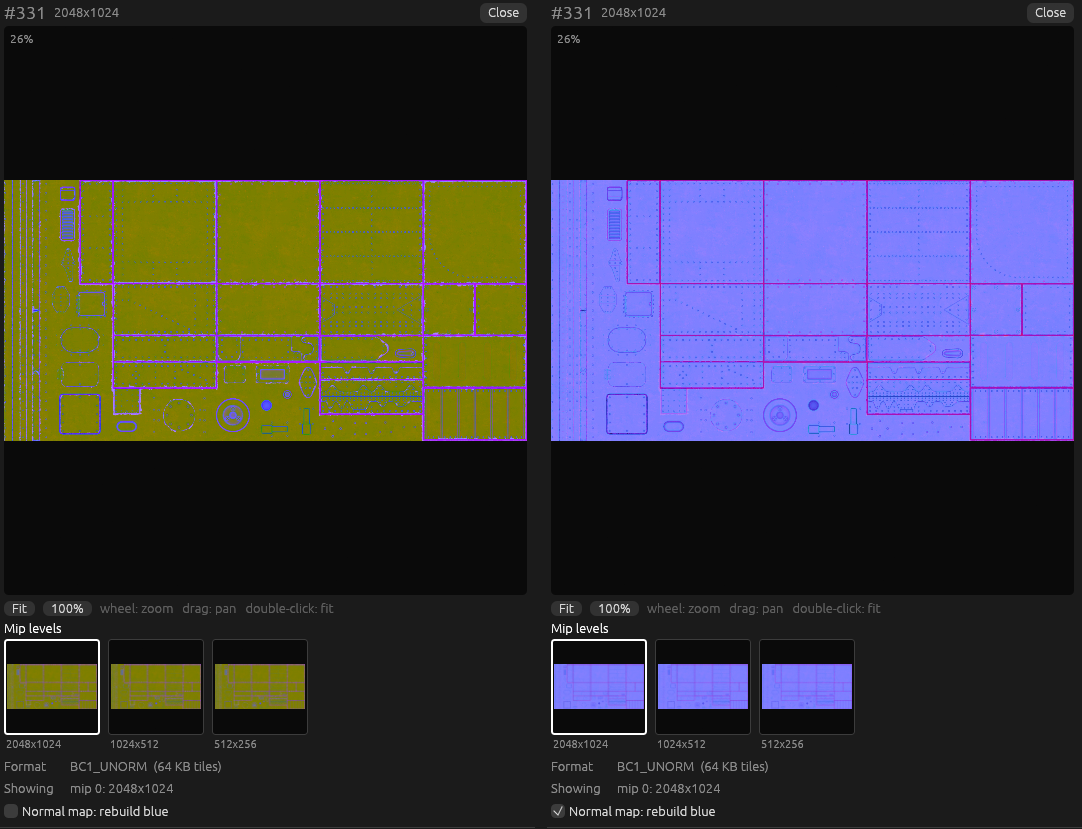 #331 2048x1024 Close
26%
Fit 100% wheel: zoom drag: pan double-click: fit
Mip levels
2048x1024 1024x512 512x256
Format BC1_UNORM (64 KB tiles)
Showing mip 0: 2048x1024
Normal map: rebuild blue
#331 2048x1024 Close
26%
Fit 100% wheel: zoom drag: pan double-click: fit
Mip levels
2048x1024 1024x512 512x256
Format BC1_UNORM (64 KB tiles)
Showing mip 0: 2048x1024
Normal map: rebuild blue